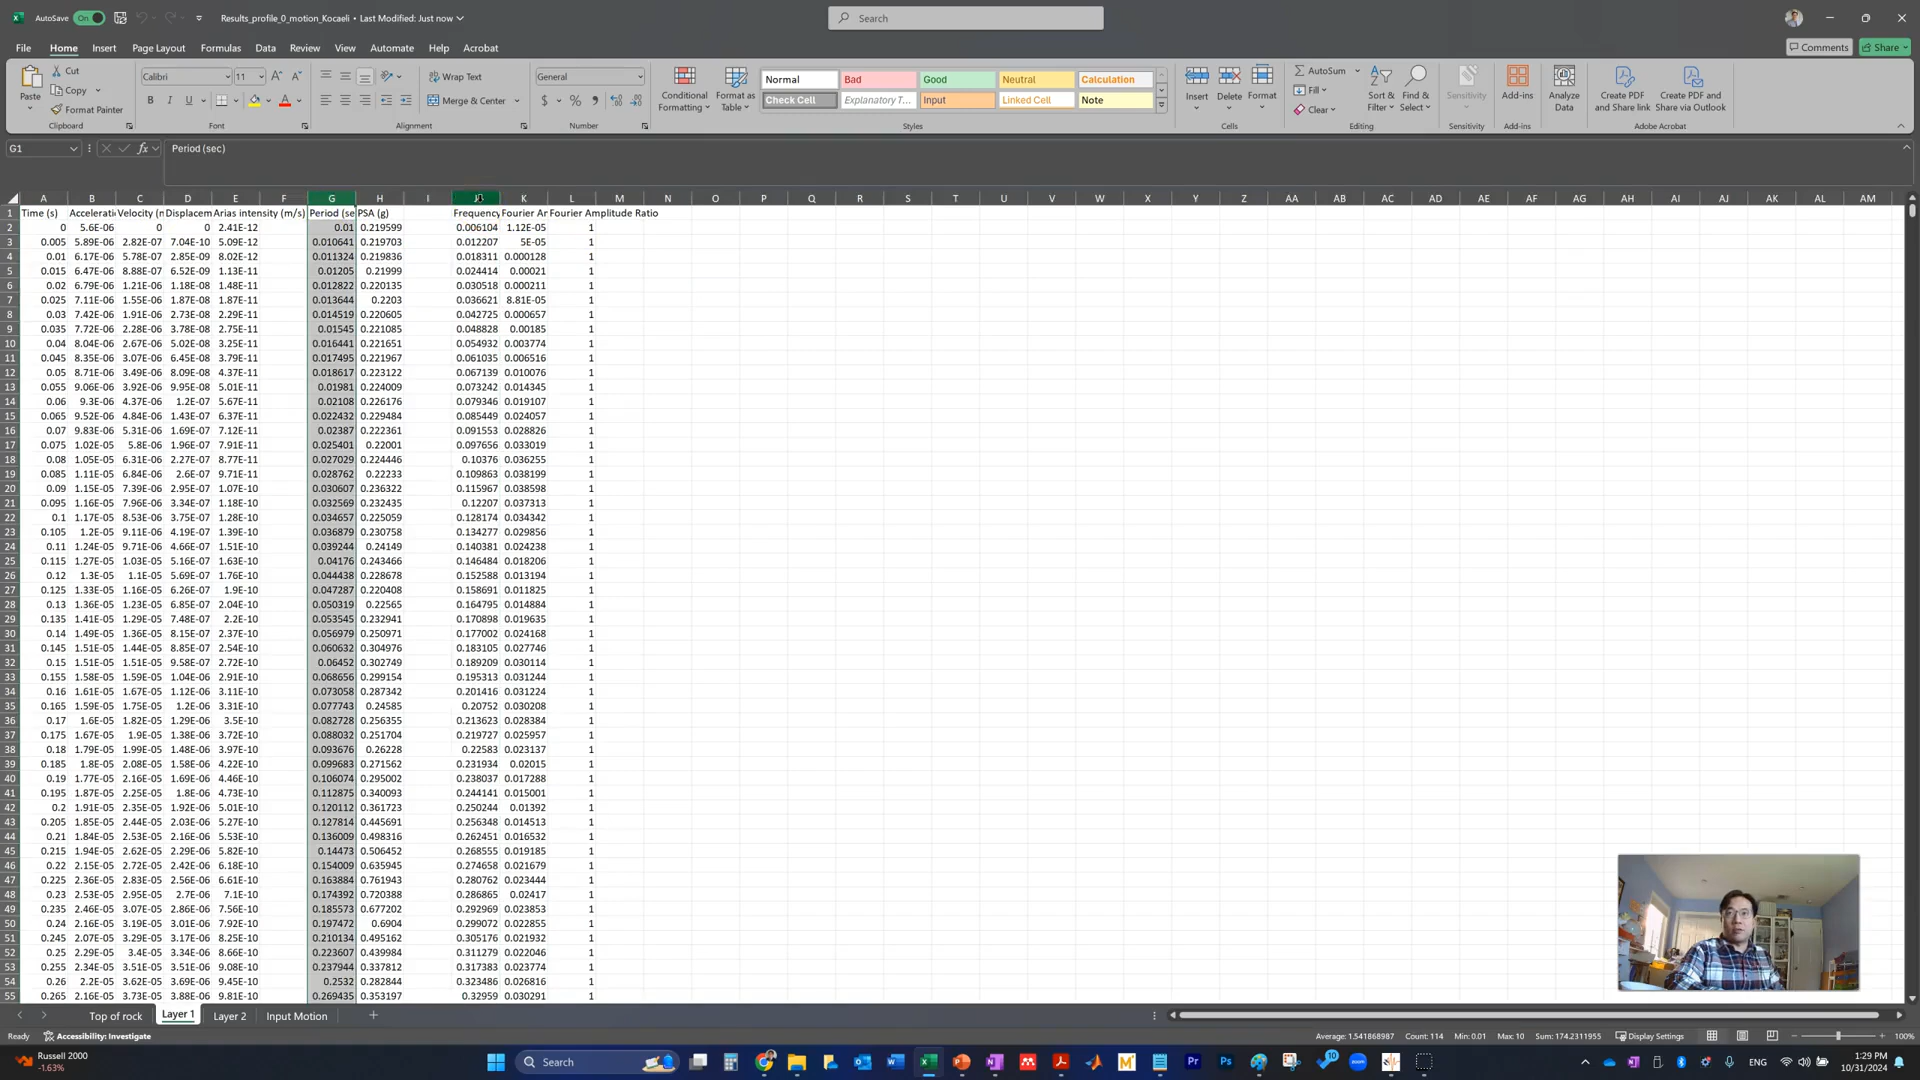 AutoSave On Results_profile_0_motion_Kocaeli • Last Modified: Just now Search
File Home Insert Page Layout Formulas Data Review View Automate Help Acrobat Comments Share
Paste Cut Copy Format Painter Clipboard
Calibri 11 B I U Font
Wrap Text Merge & Center Alignment
General $ % Number
Conditional Formatting Format as Table Normal Bad Good Neutral Calculation
Check Cell Explanatory T... Input Linked Cell Note Styles
Insert Delete Format Cells
AutoSum Fill Clear Sort & Filter Find & Select Editing
Sensitivity Sensitivity Add-ins Add-ins Analyze Data
Create PDF and Share link Create PDF and Share via Outlook Adobe Acrobat
G1 fx Period (sec)
A B C D E F G H I J K L M N O P Q R S T U V W X Y Z AA AB AC AD AE AF AG AH AI AJ AK AL AM
1 Time (s) Accelerati Velocity (r Displacem Arias intensity (m/s) Period (se PSA (g) Frequency Fourier Ar Fourier Amplitude Ratio
2 0 5.6E-06 0 0 2.41E-12 0.01 0.219599 0.006104 1.12E-05 1
3 0.005 5.89E-06 2.82E-07 7.04E-10 5.09E-12 0.010641 0.219703 0.012207 5E-05 1
4 0.01 6.17E-06 5.78E-07 2.85E-09 8.02E-12 0.011324 0.219836 0.018311 0.000128 1
5 0.015 6.47E-06 8.88E-07 6.52E-09 1.13E-11 0.01205 0.21999 0.024414 0.00021 1
6 0.02 6.79E-06 1.21E-06 1.18E-08 1.48E-11 0.012822 0.220135 0.030518 0.000211 1
7 0.025 7.11E-06 1.55E-06 1.87E-08 1.87E-11 0.013644 0.2203 0.036621 8.81E-05 1
8 0.03 7.42E-06 1.91E-06 2.73E-08 2.29E-11 0.014519 0.220605 0.042725 0.000657 1
9 0.035 7.72E-06 2.28E-06 3.78E-08 2.75E-11 0.01545 0.221085 0.048828 0.00185 1
10 0.04 8.04E-06 2.67E-06 5.02E-08 3.25E-11 0.016441 0.221651 0.054932 0.003774 1
11 0.045 8.35E-06 3.07E-06 6.45E-08 3.79E-11 0.017495 0.221967 0.061035 0.006516 1
12 0.05 8.71E-06 3.49E-06 8.09E-08 4.37E-11 0.018617 0.223122 0.067139 0.010076 1
13 0.055 9.06E-06 3.92E-06 9.95E-08 5.01E-11 0.01981 0.224009 0.073242 0.014345 1
14 0.06 9.3E-06 4.37E-06 1.2E-07 5.67E-11 0.02108 0.226176 0.079346 0.019107 1
15 0.065 9.52E-06 4.84E-06 1.43E-07 6.37E-11 0.022432 0.229484 0.085449 0.024057 1
16 0.07 9.83E-06 5.31E-06 1.69E-07 7.12E-11 0.02387 0.222361 0.091553 0.028826 1
17 0.075 1.02E-05 5.8E-06 1.96E-07 7.91E-11 0.025401 0.22001 0.097656 0.033019 1
18 0.08 1.05E-05 6.31E-06 2.27E-07 8.77E-11 0.027029 0.224446 0.10376 0.036255 1
19 0.085 1.11E-05 6.84E-06 2.6E-07 9.71E-11 0.028762 0.22233 0.109863 0.038199 1
20 0.09 1.15E-05 7.39E-06 2.95E-07 1.07E-10 0.030607 0.236322 0.115967 0.038598 1
21 0.095 1.16E-05 7.96E-06 3.34E-07 1.18E-10 0.032569 0.232435 0.12207 0.037313 1
22 0.1 1.17E-05 8.53E-06 3.75E-07 1.28E-10 0.034657 0.225059 0.128174 0.034342 1
23 0.105 1.2E-05 9.11E-06 4.19E-07 1.39E-10 0.036879 0.230758 0.134277 0.029856 1
24 0.11 1.24E-05 9.71E-06 4.66E-07 1.51E-10 0.039244 0.24149 0.140381 0.024238 1
25 0.115 1.27E-05 1.03E-05 5.16E-07 1.63E-10 0.04176 0.243466 0.146484 0.018206 1
26 0.12 1.3E-05 1.1E-05 5.69E-07 1.76E-10 0.044438 0.228678 0.152588 0.013194 1
27 0.125 1.33E-05 1.16E-05 6.26E-07 1.9E-10 0.047287 0.220408 0.158691 0.011825 1
28 0.13 1.36E-05 1.23E-05 6.85E-07 2.04E-10 0.050319 0.22565 0.164795 0.014884 1
29 0.135 1.41E-05 1.29E-05 7.48E-07 2.2E-10 0.053545 0.232941 0.170898 0.019635 1
30 0.14 1.49E-05 1.36E-05 8.15E-07 2.37E-10 0.056979 0.250971 0.177002 0.024168 1
31 0.145 1.51E-05 1.44E-05 8.85E-07 2.54E-10 0.060632 0.304976 0.183105 0.027746 1
32 0.15 1.51E-05 1.51E-05 9.58E-07 2.72E-10 0.06452 0.302749 0.189209 0.030114 1
33 0.155 1.58E-05 1.59E-05 1.04E-06 2.91E-10 0.068656 0.299154 0.195313 0.031244 1
34 0.16 1.61E-05 1.67E-05 1.12E-06 3.11E-10 0.073058 0.287342 0.201416 0.031224 1
35 0.165 1.59E-05 1.75E-05 1.2E-06 3.31E-10 0.077743 0.24585 0.20752 0.030208 1
36 0.17 1.6E-05 1.82E-05 1.29E-06 3.5E-10 0.082728 0.256355 0.213623 0.028384 1
37 0.175 1.67E-05 1.9E-05 1.38E-06 3.72E-10 0.088032 0.251704 0.219727 0.025957 1
38 0.18 1.79E-05 1.99E-05 1.48E-06 3.97E-10 0.093676 0.26228 0.22583 0.023137 1
39 0.185 1.8E-05 2.08E-05 1.58E-06 4.22E-10 0.099683 0.271562 0.231934 0.02015 1
40 0.19 1.77E-05 2.16E-05 1.69E-06 4.46E-10 0.106074 0.295002 0.238037 0.017288 1
41 0.195 1.87E-05 2.25E-05 1.8E-06 4.73E-10 0.112875 0.340093 0.244141 0.015001 1
42 0.2 1.91E-05 2.35E-05 1.92E-06 5.01E-10 0.120112 0.361723 0.250244 0.01392 1
43 0.205 1.85E-05 2.44E-05 2.03E-06 5.27E-10 0.127814 0.445691 0.256348 0.014513 1
44 0.21 1.84E-05 2.53E-05 2.16E-06 5.53E-10 0.136009 0.498316 0.262451 0.016532 1
45 0.215 1.94E-05 2.62E-05 2.29E-06 5.82E-10 0.14473 0.506452 0.268555 0.019185 1
46 0.22 2.15E-05 2.72E-05 2.42E-06 6.18E-10 0.154009 0.635945 0.274658 0.021679 1
47 0.225 2.36E-05 2.83E-05 2.56E-06 6.61E-10 0.163884 0.761943 0.280762 0.023444 1
48 0.23 2.53E-05 2.95E-05 2.7E-06 7.1E-10 0.174392 0.720388 0.286865 0.02417 1
49 0.235 2.46E-05 3.07E-05 2.86E-06 7.56E-10 0.185573 0.677202 0.292969 0.023853 1
50 0.24 2.16E-05 3.19E-05 3.01E-06 7.92E-10 0.197472 0.6904 0.299072 0.022855 1
51 0.245 2.07E-05 3.29E-05 3.17E-06 8.25E-10 0.210134 0.495162 0.305176 0.021932 1
52 0.25 2.29E-05 3.4E-05 3.34E-06 8.66E-10 0.223607 0.439984 0.311279 0.022046 1
53 0.255 2.34E-05 3.51E-05 3.51E-06 9.08E-10 0.237944 0.337812 0.317383 0.023774 1
54 0.26 2.2E-05 3.62E-05 3.69E-06 9.45E-10 0.2532 0.282844 0.323486 0.026816 1
55 0.265 2.16E-05 3.73E-05 3.88E-06 9.81E-10 0.269435 0.353197 0.32959 0.030291 1
Top of rock Layer 1 Layer 2 Input Motion
Ready Accessibility: Investigate Average: 1.541868987 Count: 114 Min: 0.01 Max: 10 Sum: 174.2311955 Display Settings 100%
Russell 2000 -1.63% Search ENG 1:29 PM 10/31/2024